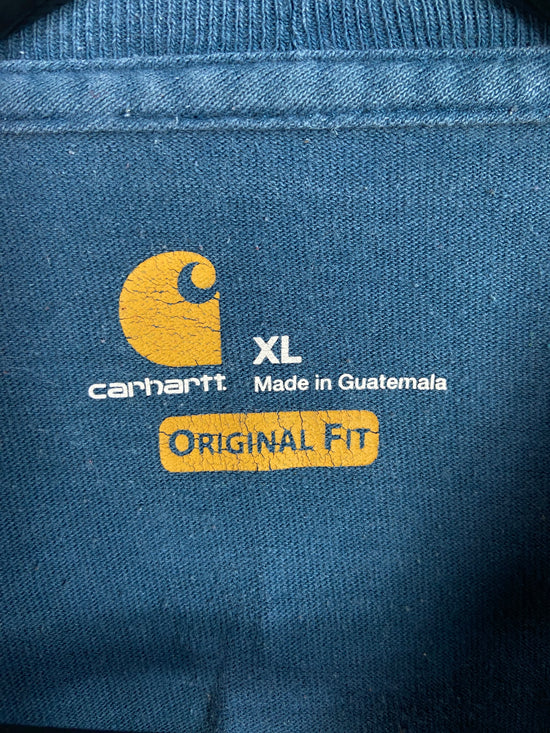 XL
carhartt
Made in Guatemala
ORIGINAL FIT